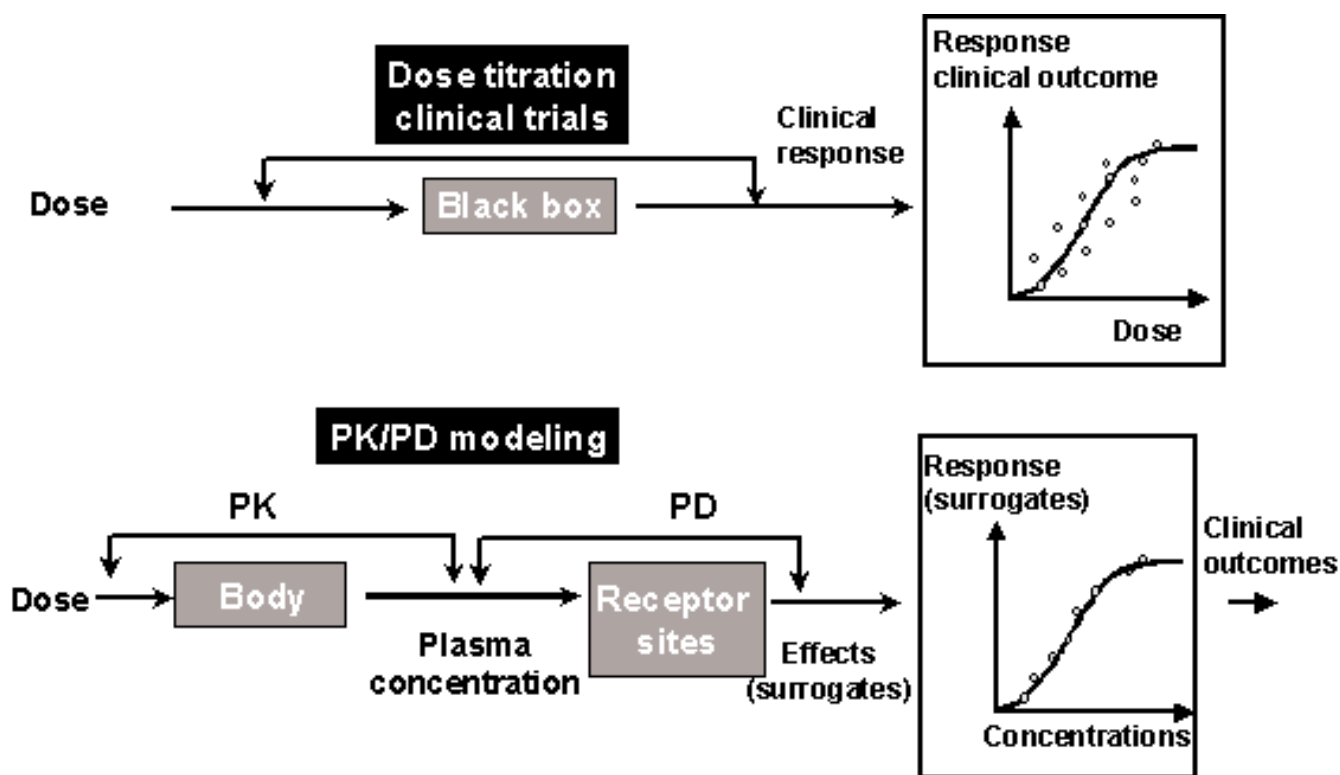 Dose titration
clinical trials
Dose
Black box
Clinical
response
Response
clinical outcome
Dose
PK/PD modeling
PK
PD
Dose
Body
Plasma
concentration
Receptor
sites
Effects
(surrogates)
Response
(surrogates)
Concentrations
Clinical
outcomes